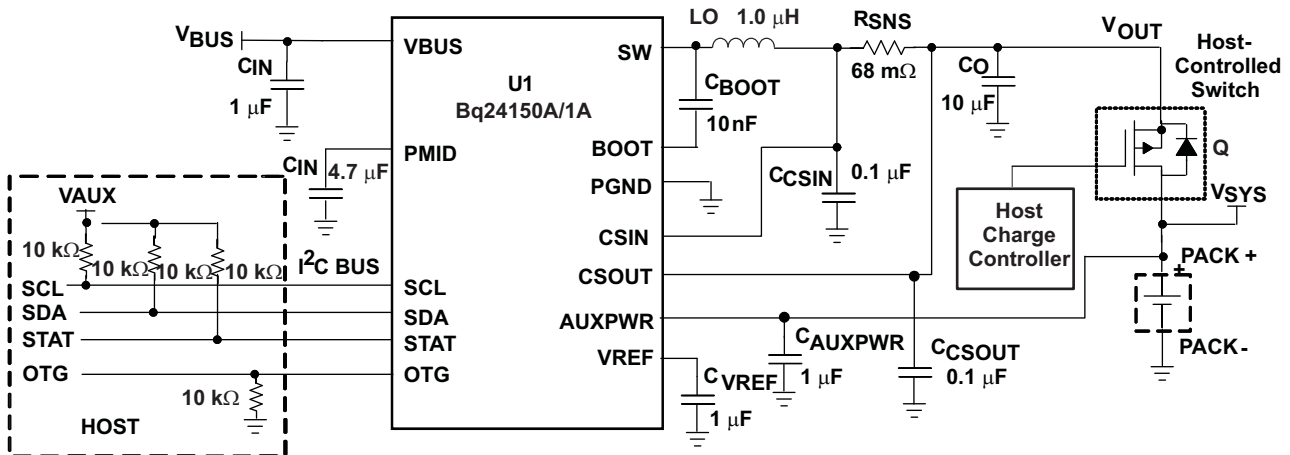 VBUS
CIN
1 μF
CIN
4.7 μF
VBUS
PMID
SCL
SDA
STAT
OTG
U1
Bq24150A/1A
SW
BOOT
PGND
CSIN
CSOUT
AUXPWR
VREF
LO 1.0 μH
RSNS
68 mΩ
CBOOT
10nF
CCSIN
0.1 μF
CO
10 μF
VOUT
Host-
Controlled
Switch
Q
VSYS
Host
Charge
Controller
PACK +
+
PACK-
CAUXPWR
1 μF
CCSOUT
0.1 μF
CVREF
1 μF
VAUX
10 kΩ
10 kΩ
10 kΩ
I2C BUS
SCL
SDA
STAT
OTG
10 kΩ
HOST